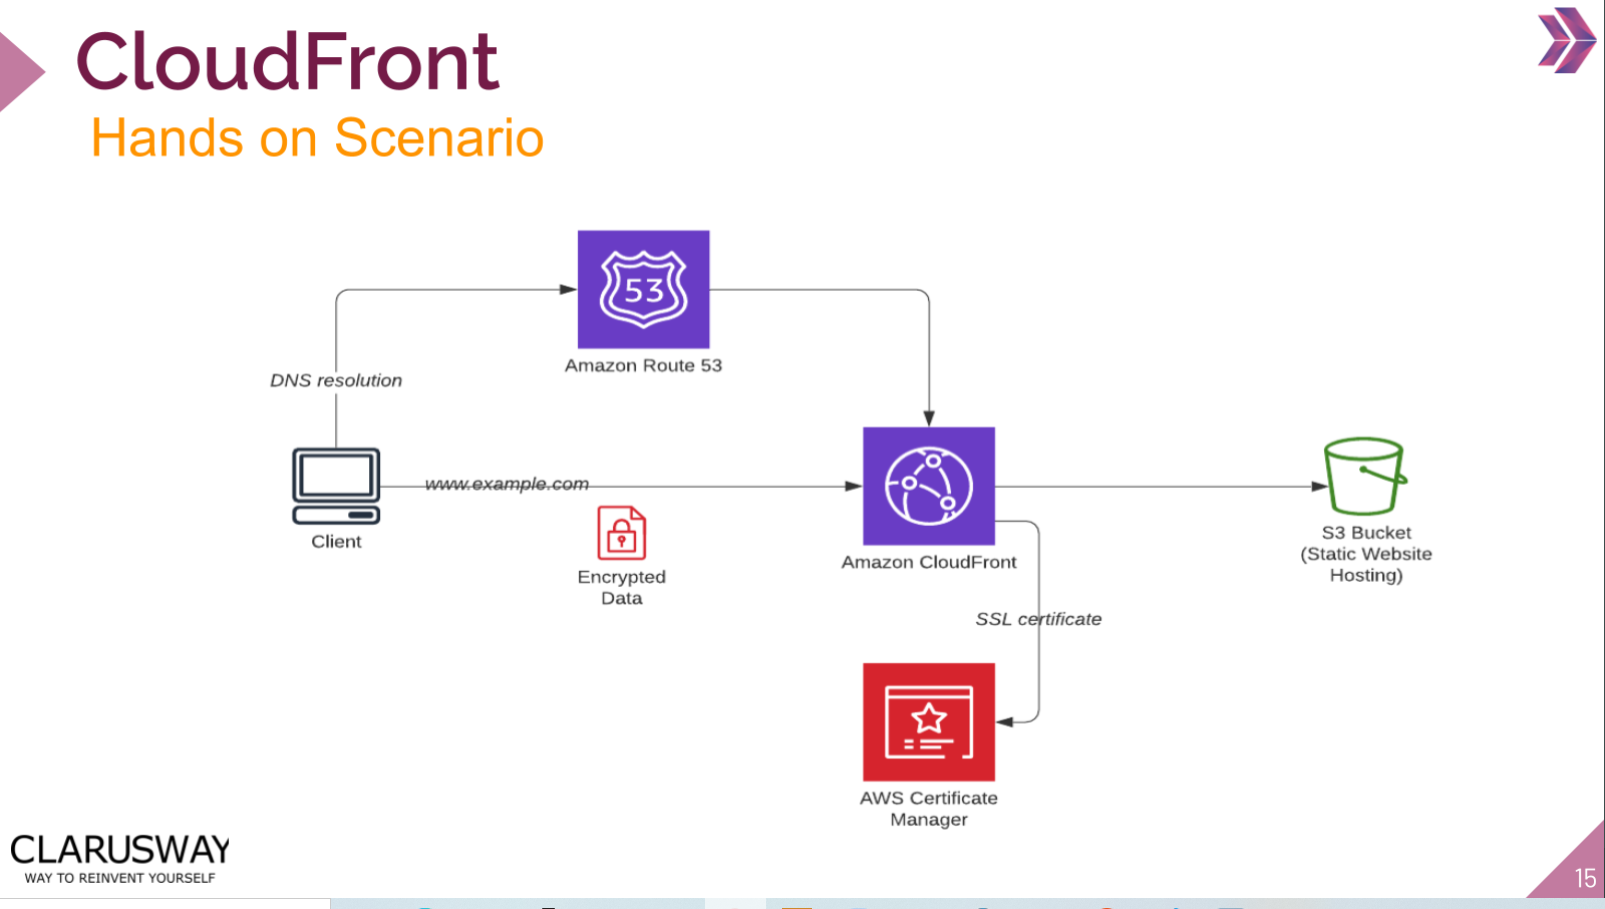 CloudFront
Hands on Scenario
53
Amazon Route 53
DNS resolution
www.example.com
Client
Encrypted
Data
Amazon CloudFront
S3 Bucket
(Static Website
Hosting)
SSL certificate
AWS Certificate
Manager
CLARUSWAY
WAY TO REINVENT YOURSELF
15